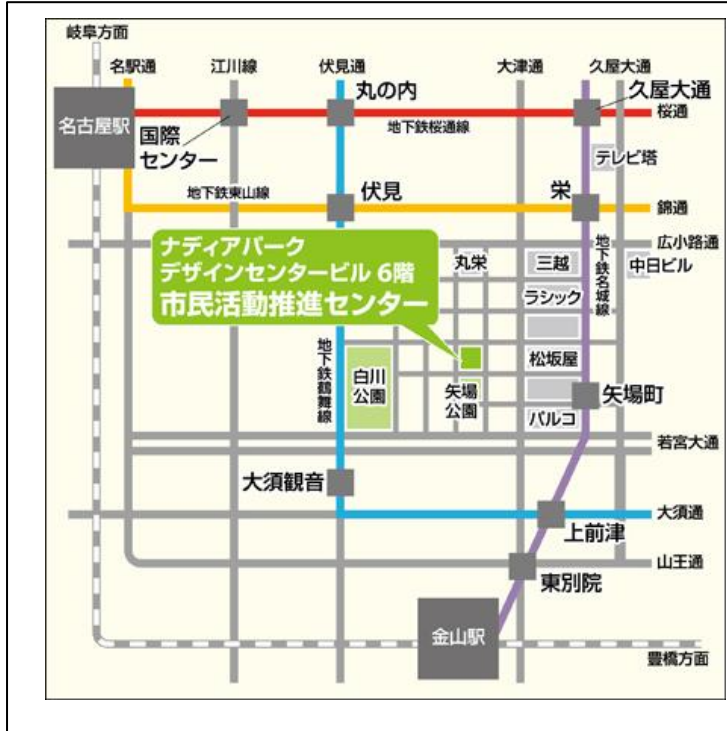 岐阜方面
名駅通
江川線
伏見通
大津通
久屋大通
名古屋駅
国際
センター
丸の内
地下鉄桜通線
久屋大通
桜通
テレビ塔
地下鉄東山線
伏見
栄
錦通
広小路通
ナディアパーク
デザインセンタービル 6階
市民活動推進センター
丸栄
三越
地下鉄名城線
中日ビル
ラシック
地下鉄鶴舞線
白川
公園
矢場
公園
松坂屋
矢場町
パルコ
若宮大通
大須観音
大須通
上前津
山王通
東別院
金山駅
豊橋方面